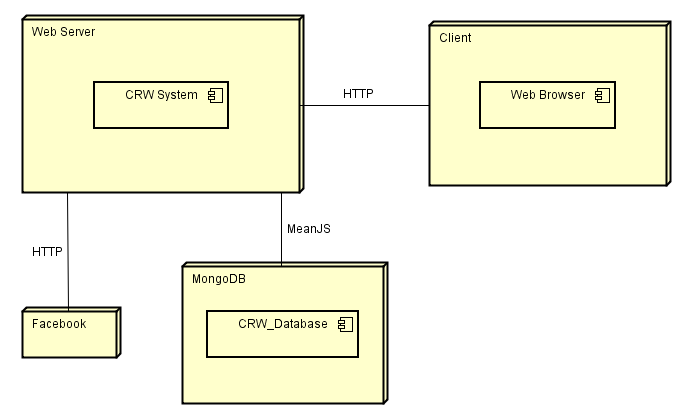 Web Server
CRW System
HTTP
Client
Web Browser
HTTP
MeanJS
MongoDB
CRW_Database
Facebook